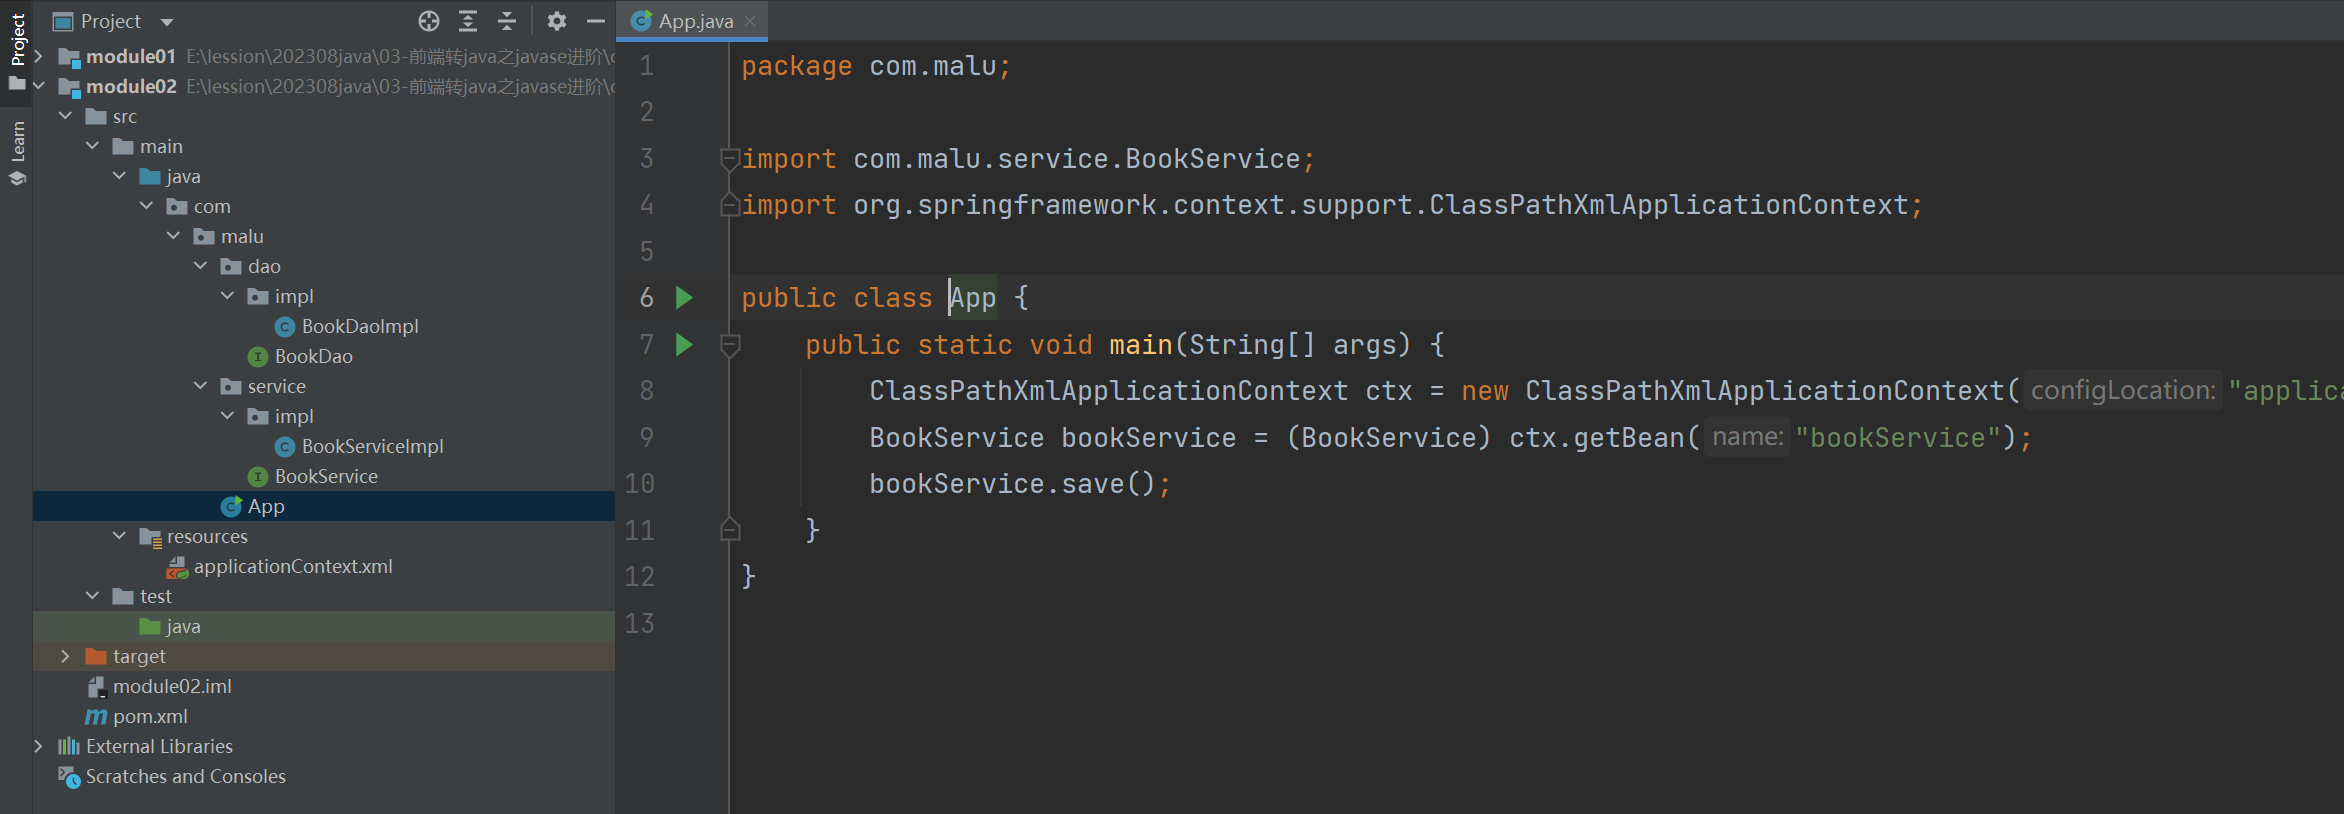 Project
Learn
Project
module01 E:\lession\202308java\03-前端转java之javase进阶\c
module02 E:\lession\202308java\03-前端转java之javase进阶\c
src
main
java
com
malu
dao
impl
BookDaoImpl
BookDao
service
impl
BookServiceImpl
BookService
App
resources
applicationContext.xml
test
java
target
module02.iml
pom.xml
External Libraries
Scratches and Consoles
App.java
1 package com.malu;
2
3 import com.malu.service.BookService;
4 import org.springframework.context.support.ClassPathXmlApplicationContext;
5
6 public class App {
7 public static void main(String[] args) {
8 ClassPathXmlApplicationContext ctx = new ClassPathXmlApplicationContext( configLocation: "applica
9 BookService bookService = (BookService) ctx.getBean( name: "bookService");
10 bookService.save();
11 }
12 }
13